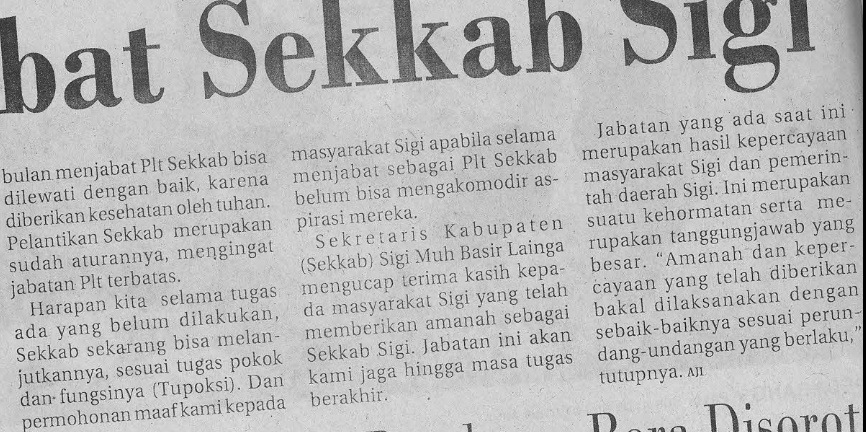 bat Sekkab Sigi
bulan menjabat Plt Sekkab bisa
dilewati dengan baik, karena
diberikan kesehatan oleh tuhan.
Pelantikan Sekkab merupakan
sudah aturannya, mengingat
jabatan Plt terbatas.
Harapan kita selama tugas
ada yang belum dilakukan,
Sekkab sekarang bisa melan-
jutkannya, sesuai tugas pokok
dan fungsinya (Tupoksi). Dan
permohonan maaf kami kepada
masyarakat Sigi apabila selama
menjabat sebagai Plt Sekkab
belum bisa mengakomodir as-
pirasi mereka.
Sekretaris Kabupaten
(Sekkab) Sigi Muh Basir Lainga
mengucap terima kasih kepa-
da masyarakat Sigi yang telah
memberikan amanah sebagai
Sekkab Sigi. Jabatan ini akan
kami jaga hingga masa tugas
berakhir.
Jabatan yang ada saat ini
merupakan hasil kepercayaan
masyarakat Sigi dan pemerin-
tah daerah Sigi. Ini merupakan
suatu kehormatan serta me-
rupakan tanggungjawab yang
besar. “Amanah dan keper-
cayaan yang telah diberikan
bakal dilaksanakan dengan
sebaik-baiknya sesuai perun-
dang-undangan yang berlaku,”
tutupnya. AJI
Disorot